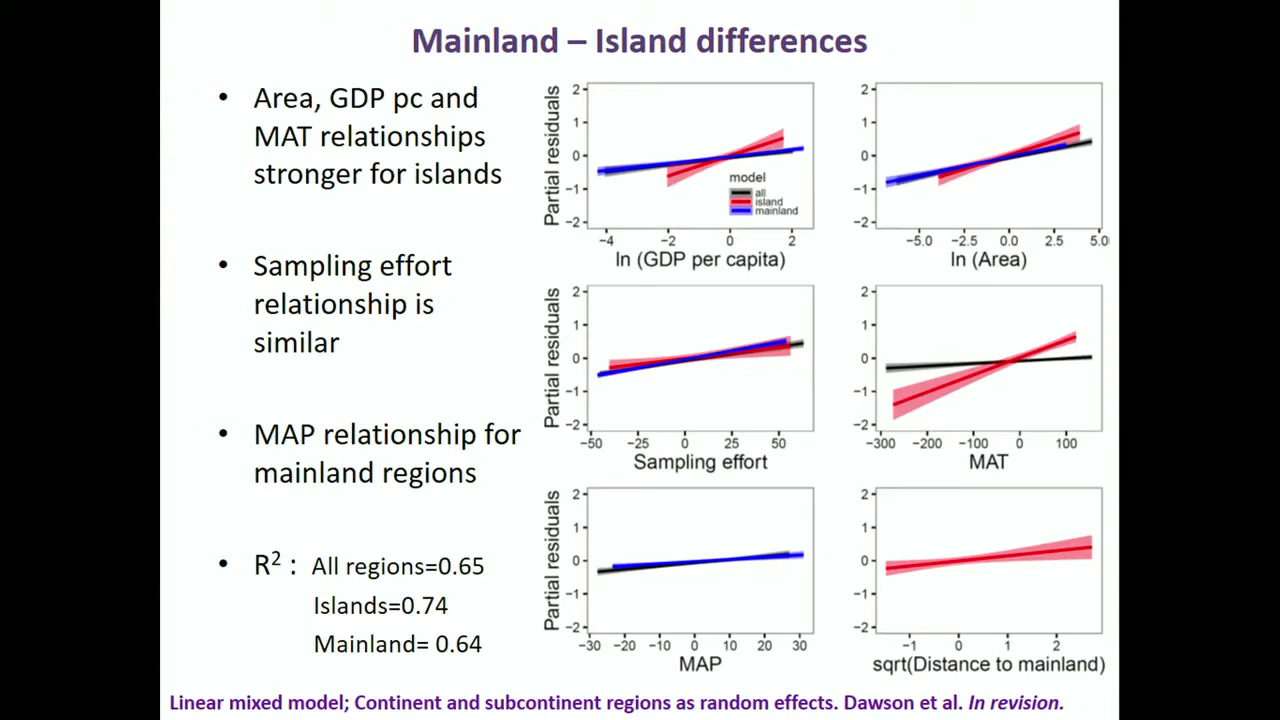 Mainland – Island differences
• Area, GDP pc and
MAT relationships
stronger for islands
• Sampling effort
relationship is
similar
• MAP relationship for
mainland regions
• R² : All regions=0.65
Islands=0.74
Mainland= 0.64
Partial residuals
2
1
0
−1
−2
model
all
island
mainland
−4 −2 0 2
ln (GDP per capita)
2
1
0
−1
−2
−5.0 −2.5 0.0 2.5 5.0
ln (Area)
Partial residuals
2
1
0
−1
−2
−50 −25 0 25 50
Sampling effort
2
1
0
−1
−2
−300 −200 −100 0 100
MAT
Partial residuals
2
1
0
−1
−2
−30 −20 −10 0 10 20 30
MAP
2
1
0
−1
−2
−1 0 1 2
sqrt(Distance to mainland)
Linear mixed model; Continent and subcontinent regions as random effects. Dawson et al. In revision.